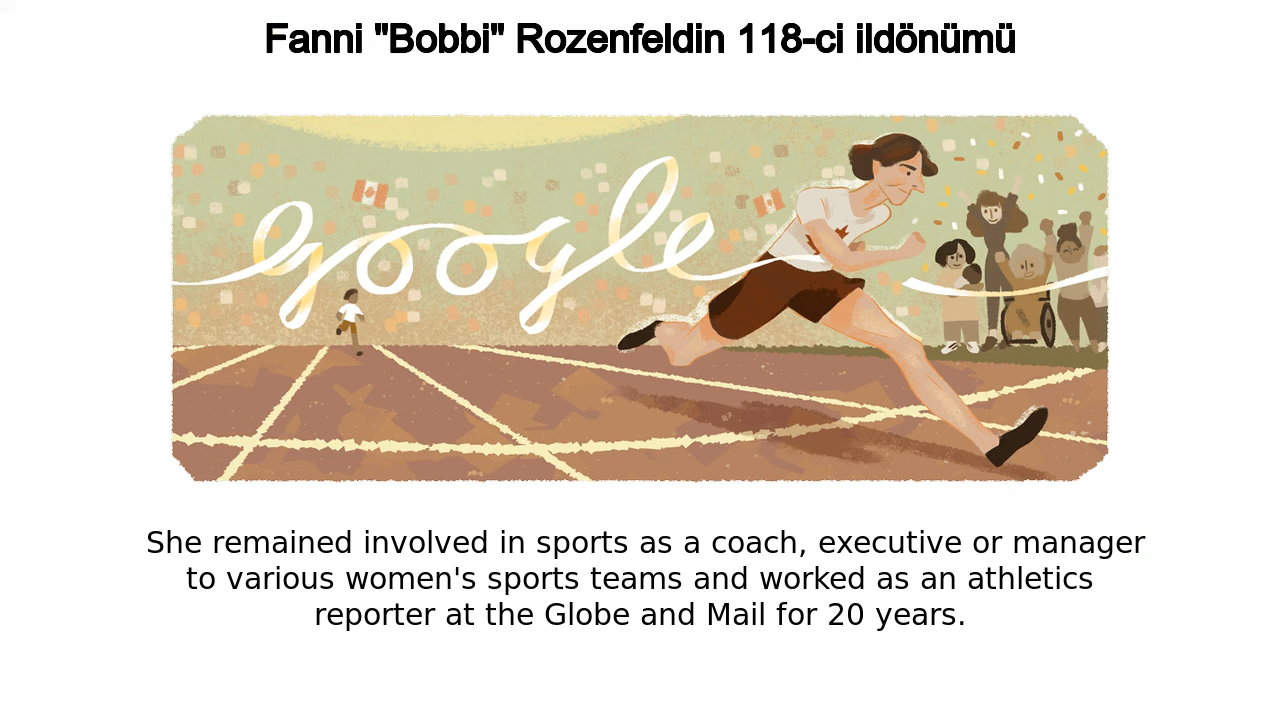 Fanni "Bobbi" Rozenfeldin 118-ci ildönümü
google
She remained involved in sports as a coach, executive or manager
to various women's sports teams and worked as an athletics
reporter at the Globe and Mail for 20 years.